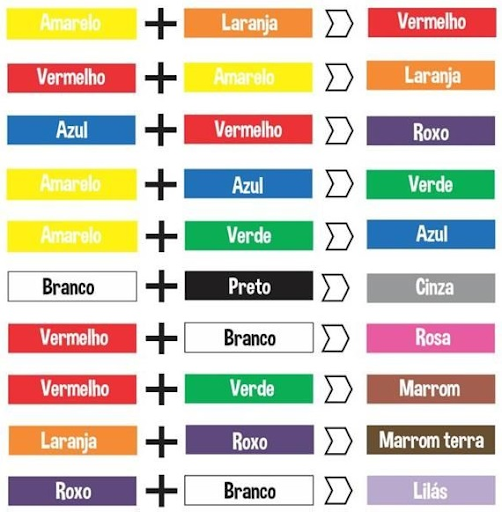 Amarelo + Laranja Vermelho
Vermelho + Amarelo Laranja
Azul + Vermelho Roxo
Amarelo + Azul Verde
Amarelo + Verde Azul
Branco + Preto Cinza
Vermelho + Branco Rosa
Vermelho + Verde Marrom
Laranja + Roxo Marrom terra
Roxo + Branco Lilás